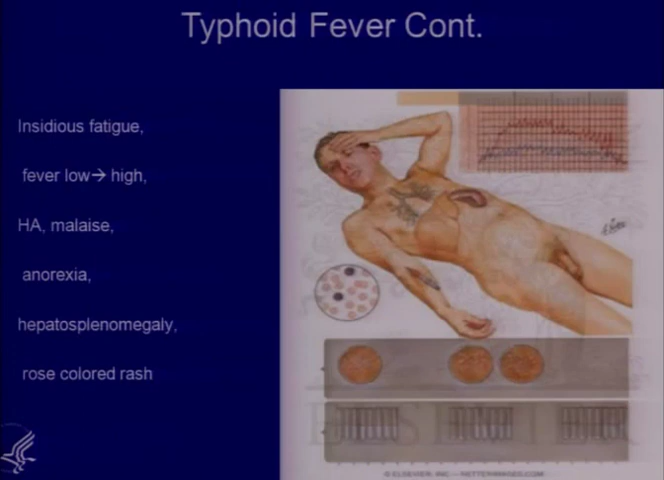 Typhoid Fever Cont.
Insidious fatigue,
fever low→ high,
HA, malaise,
anorexia,
hepatosplenomegaly,
rose colored rash
© ELSEVIER, INC. – NETTERIMAGES.COM